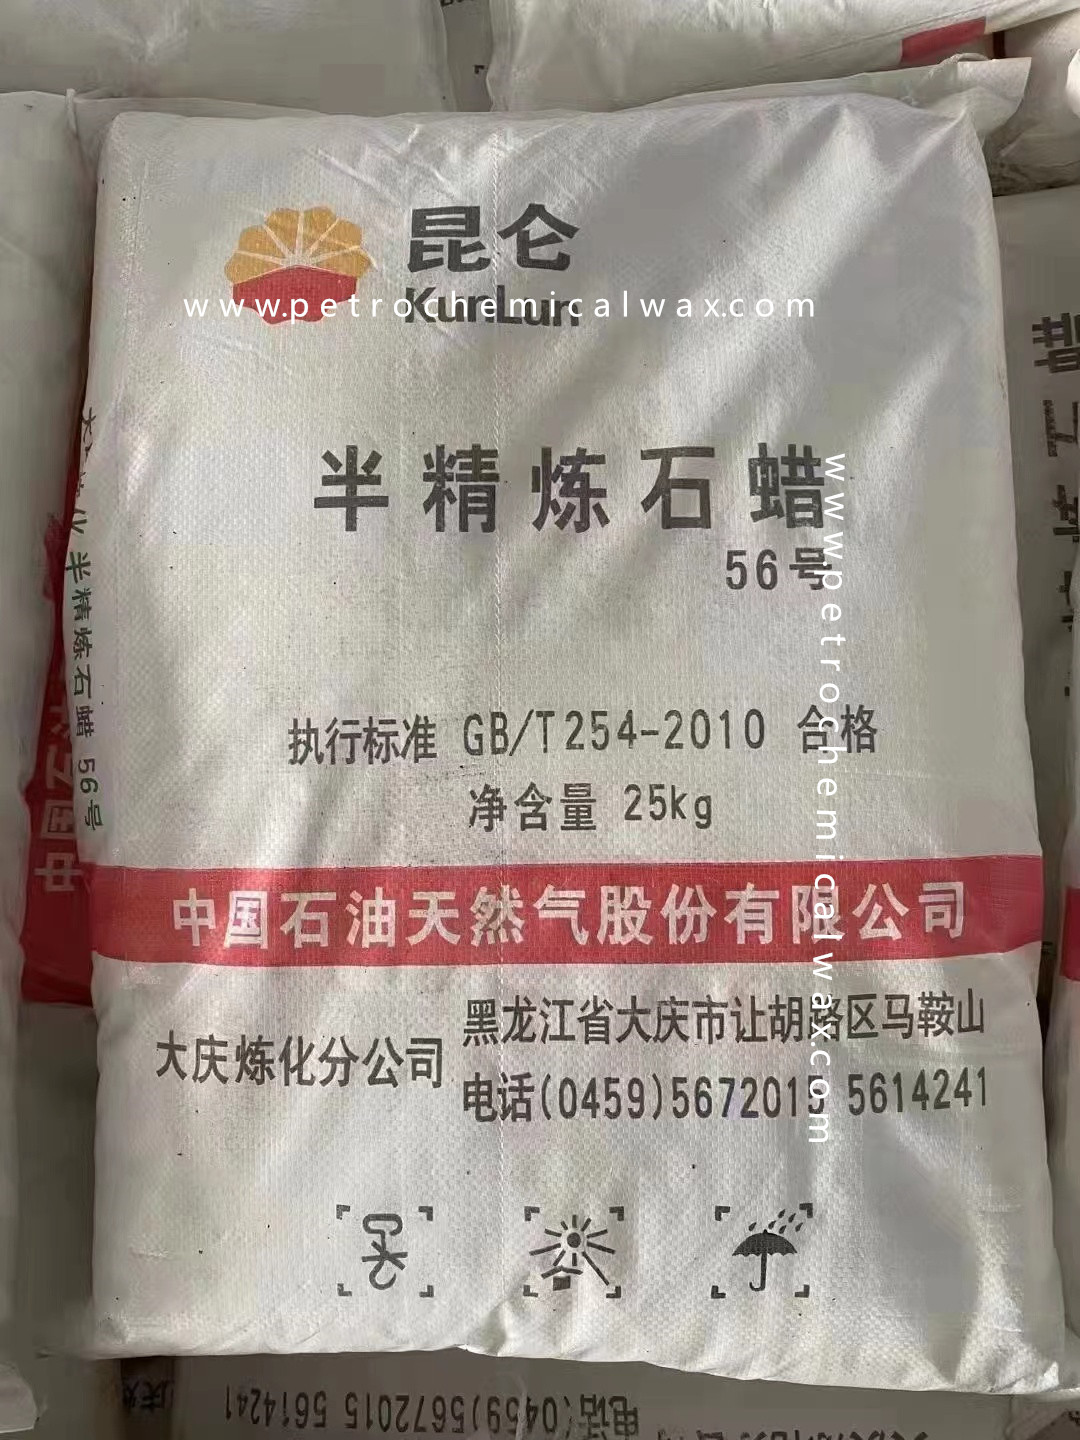 昆仑
KunLun
www.petrochemicalwax.com
半精炼石蜡
56号
www.petrochemicalwax.com
执行标准 GB/T254-2010 合格
净含量 25kg
中国石油天然气股份有限公司
大庆炼化分公司
黑龙江省大庆市让胡路区马鞍山
电话(0459)5672015 5614241
半精炼石蜡 56号
中国石
电话(0459)5672015 5614241